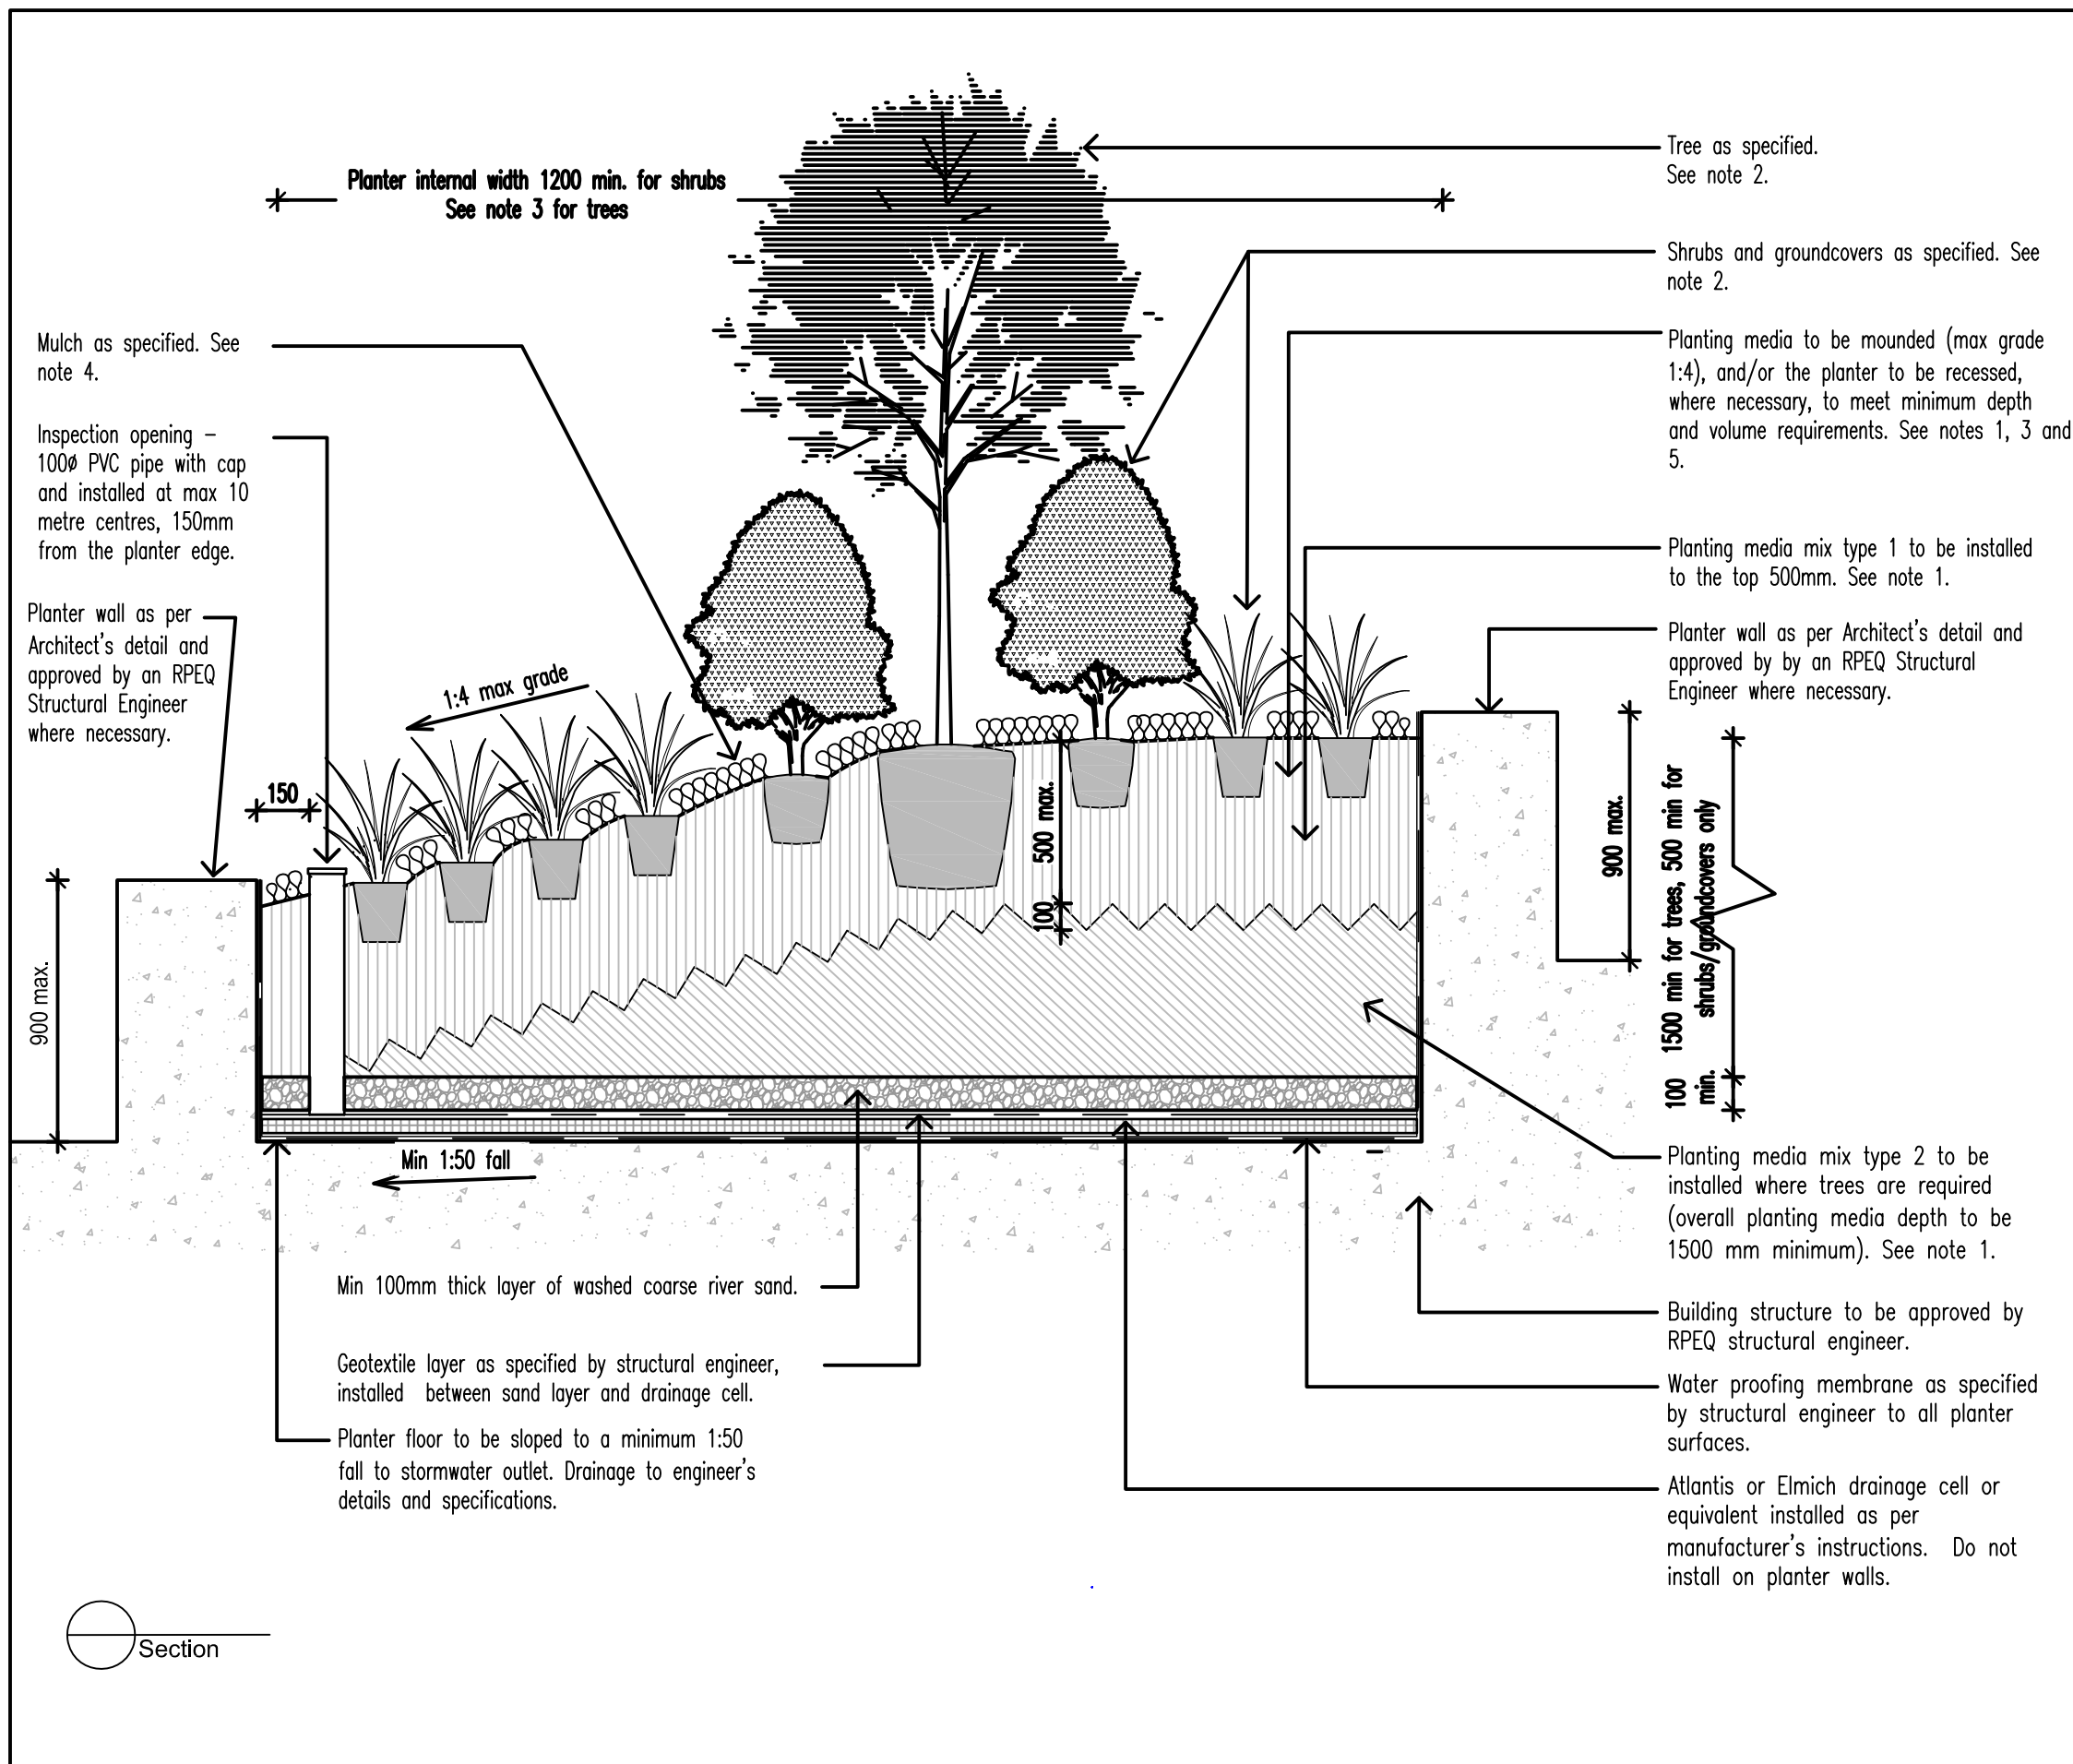 Planter internal width 1200 min. for shrubs
See note 3 for trees
Tree as specified.
See note 2.
Shrubs and groundcovers as specified. See
note 2.
Mulch as specified. See
note 4.
Planting media to be mounded (max grade
1:4), and/or the planter to be recessed,
where necessary, to meet minimum depth
and volume requirements. See notes 1, 3 and
5.
Inspection opening –
100ø PVC pipe with cap
and installed at max 10
metre centres, 150mm
from the planter edge.
Planting media mix type 1 to be installed
to the top 500mm. See note 1.
Planter wall as per
Architect's detail and
approved by an RPEQ
Structural Engineer
where necessary.
Planter wall as per Architect's detail and
approved by by an RPEQ Structural
Engineer where necessary.
1:4 max grade
150
500 max.
100
900 max.
900 max.
1500 min for trees, 500 min for
shrubs/groundcovers only
100
min.
Min 1:50 fall
Planting media mix type 2 to be
installed where trees are required
(overall planting media depth to be
1500 mm minimum). See note 1.
Min 100mm thick layer of washed coarse river sand.
Building structure to be approved by
RPEQ structural engineer.
Geotextile layer as specified by structural engineer,
installed between sand layer and drainage cell.
Water proofing membrane as specified
by structural engineer to all planter
surfaces.
Planter floor to be sloped to a minimum 1:50
fall to stormwater outlet. Drainage to engineer's
details and specifications.
Atlantis or Elmich drainage cell or
equivalent installed as per
manufacturer's instructions. Do not
install on planter walls.
Section